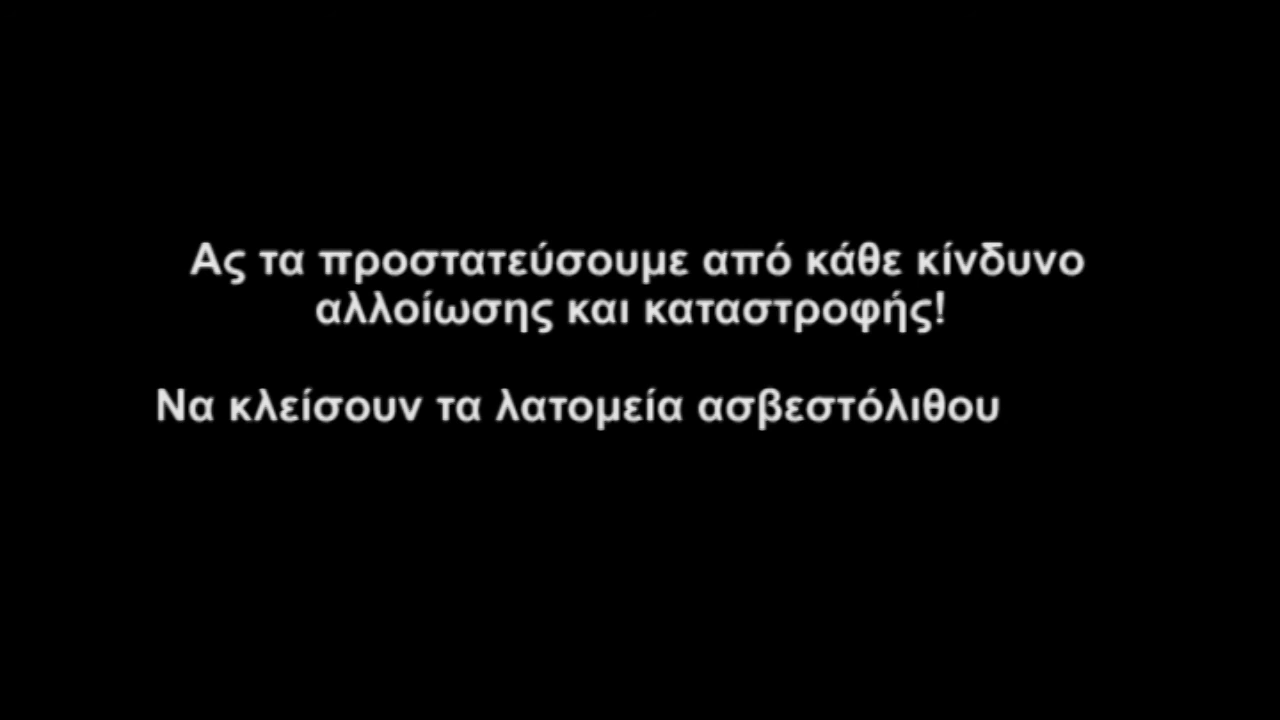 Ας τα προστατεύσουμε από κάθε κίνδυνο
αλλοίωσης και καταστροφής!
Να κλείσουν τα λατομεία ασβεστόλιθου